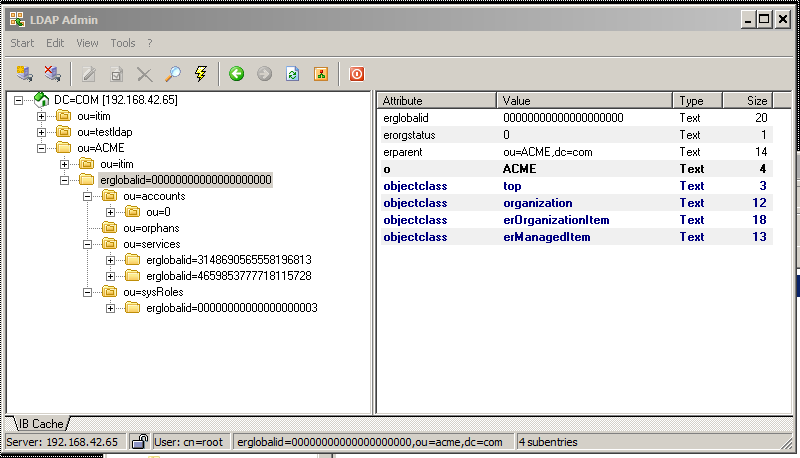 LDAP Admin
Start Edit View Tools ?
DC=COM [192.168.42.65]
ou=itim
ou=testldap
ou=ACME
ou=itim
erglobalid=00000000000000000000
ou=accounts
ou=0
ou=orphans
ou=services
erglobalid=3148690565558196813
erglobalid=4659853777718115728
ou=sysRoles
erglobalid=00000000000000000003
Attribute Value Type Size
erglobalid 00000000000000000000 Text 20
erorgstatus 0 Text 1
erparent ou=ACME,dc=com Text 14
o ACME Text 4
objectclass top Text 3
objectclass organization Text 12
objectclass erOrganizationItem Text 18
objectclass erManagedItem Text 13
IB Cache
Server: 192.168.42.65 User: cn=root erglobalid=00000000000000000000,ou=acme,dc=com 4 subentries